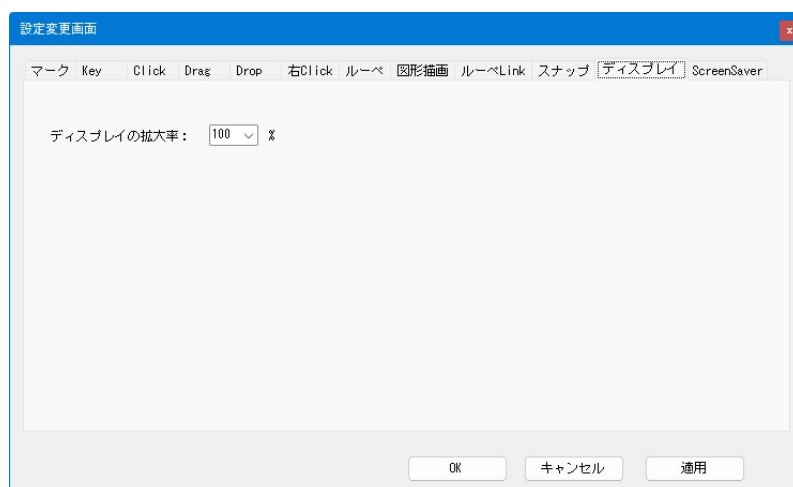 設定変更画面
x
マーク Key Click Drag Drop 右Click ルーペ 図形描画 ルーペLink スナップ ディスプレイ ScreenSaver
ディスプレイの拡大率： 100 %
OK キャンセル 適用